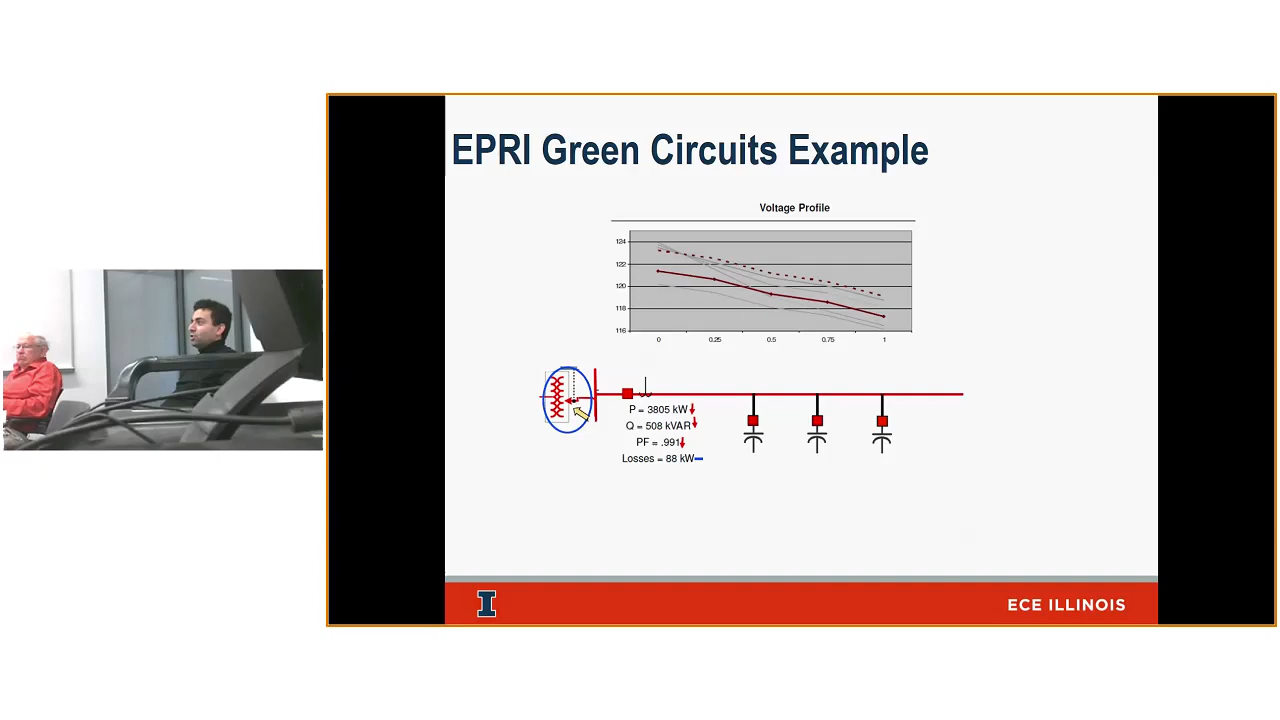 EPRI Green Circuits Example
Voltage Profile
124
122
120
118
116
0 0.25 0.5 0.75 1
P = 3805 kW
Q = 508 kVAR
PF = .991
Losses = 88 kW
I
ECE ILLINOIS